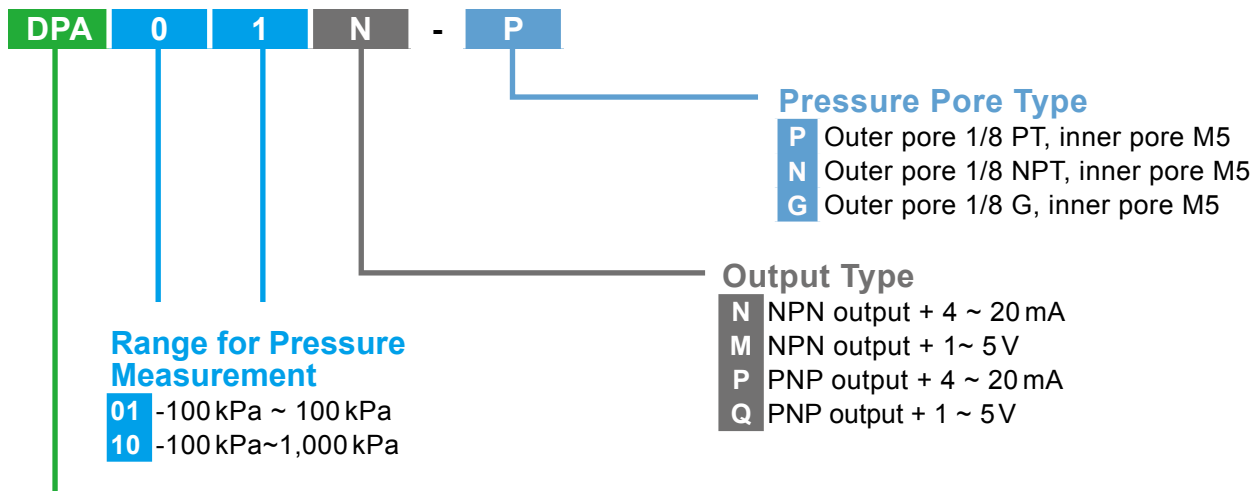 DPA 0 1 N - P
Pressure Pore Type
P Outer pore 1/8 PT, inner pore M5
N Outer pore 1/8 NPT, inner pore M5
G Outer pore 1/8 G, inner pore M5
Output Type
N NPN output + 4 ~ 20 mA
M NPN output + 1~ 5 V
P PNP output + 4 ~ 20 mA
Q PNP output + 1 ~ 5 V
Range for Pressure
Measurement
01 -100 kPa ~ 100 kPa
10 -100 kPa~1,000 kPa